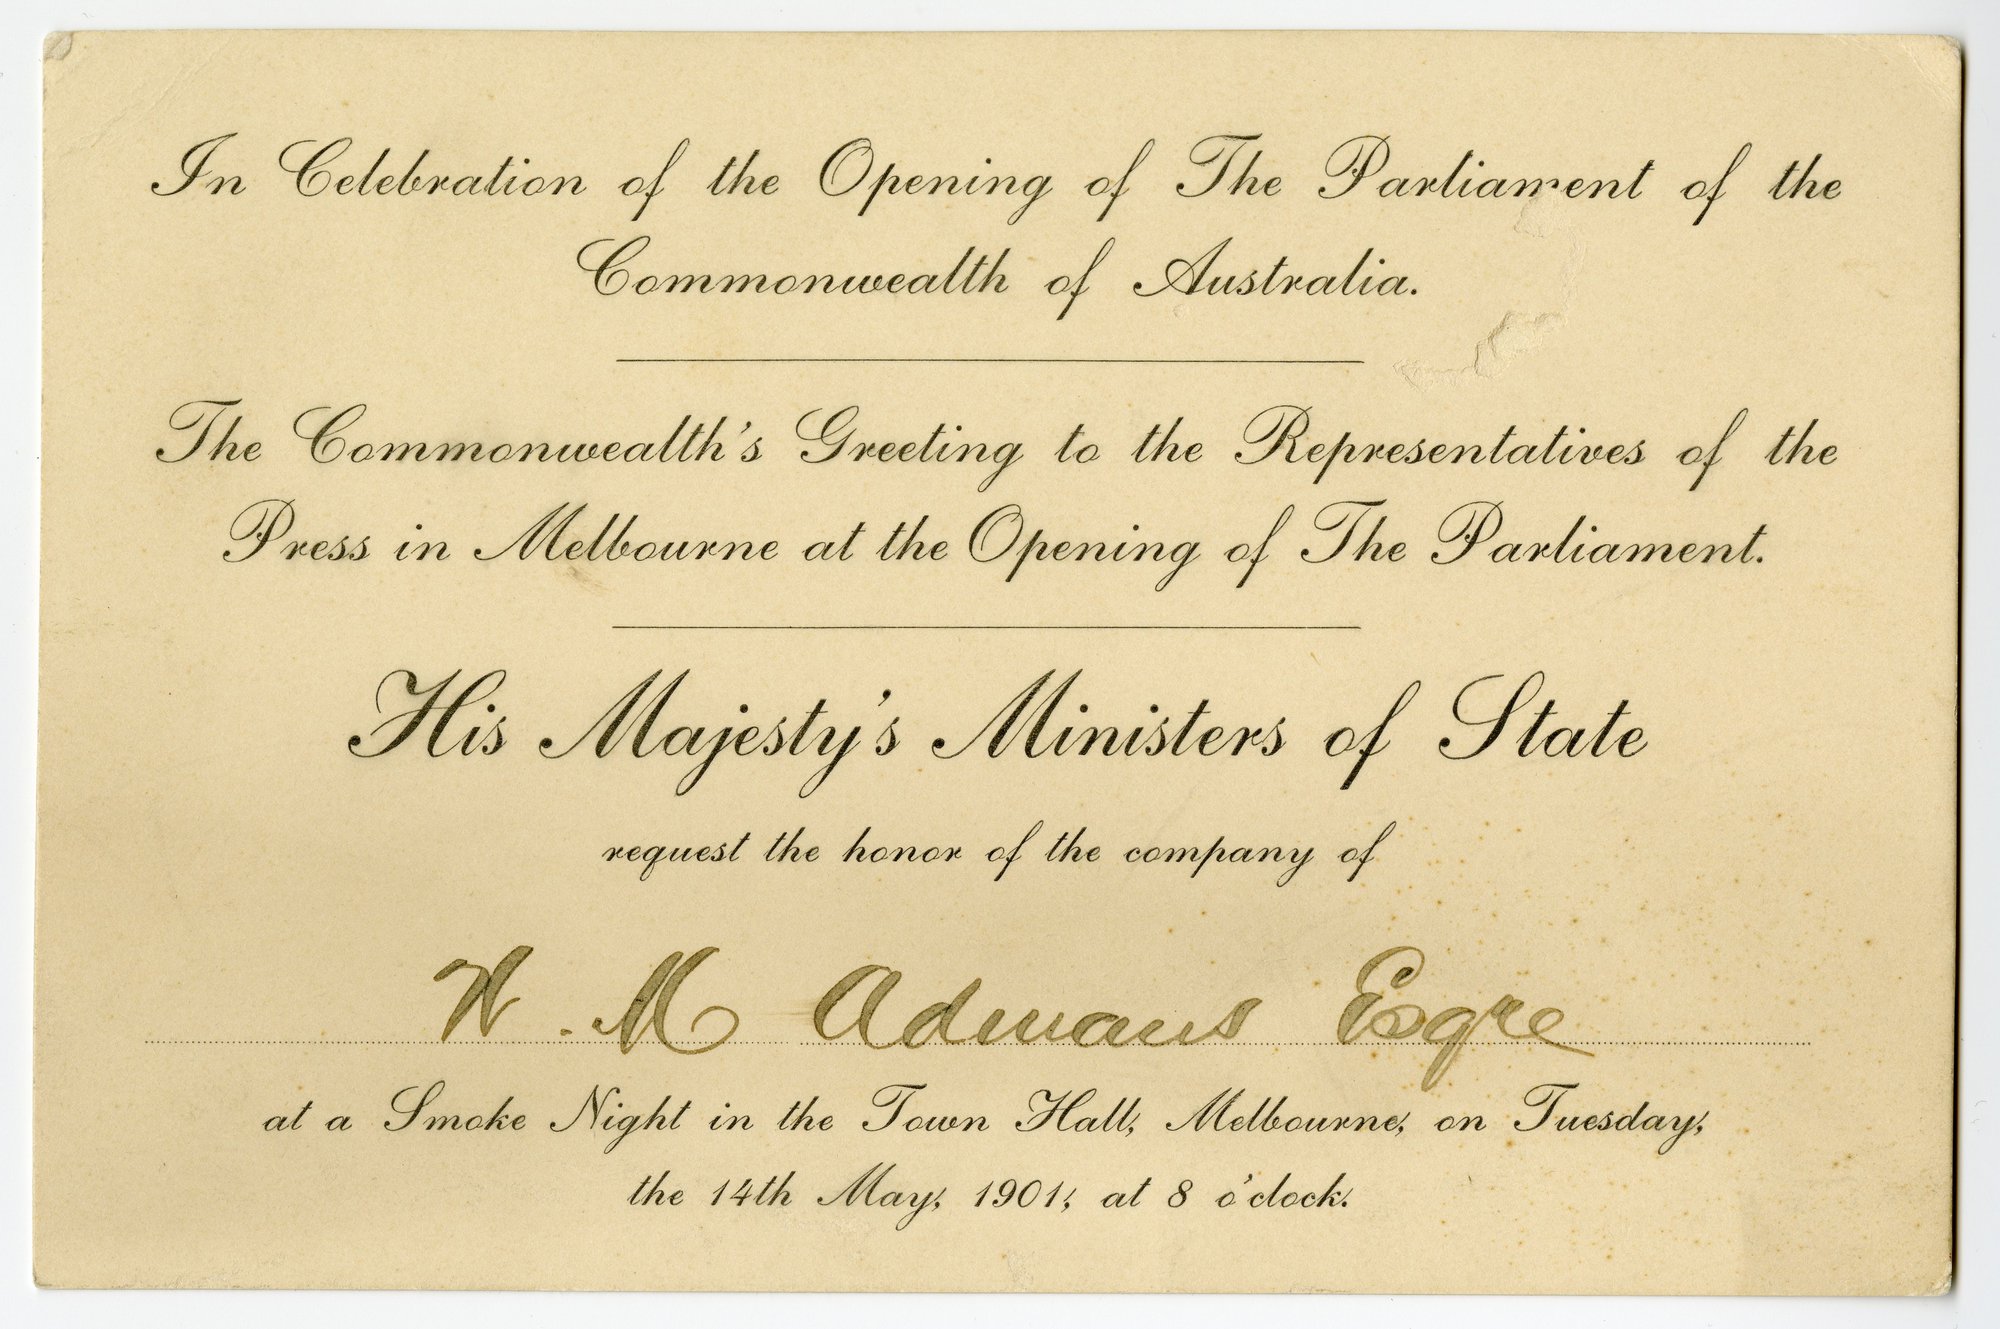 In Celebration of the Opening of The Parliament of the
Commonwealth of Australia.
The Commonwealth's Greeting to the Representatives of the
Press in Melbourne at the Opening of The Parliament.
His Majesty's Ministers of State
request the honor of the company of
W. M Admans Esqre
at a Smoke Night in the Town Hall, Melbourne, on Tuesday,
the 14th May, 1901, at 8 o'clock.